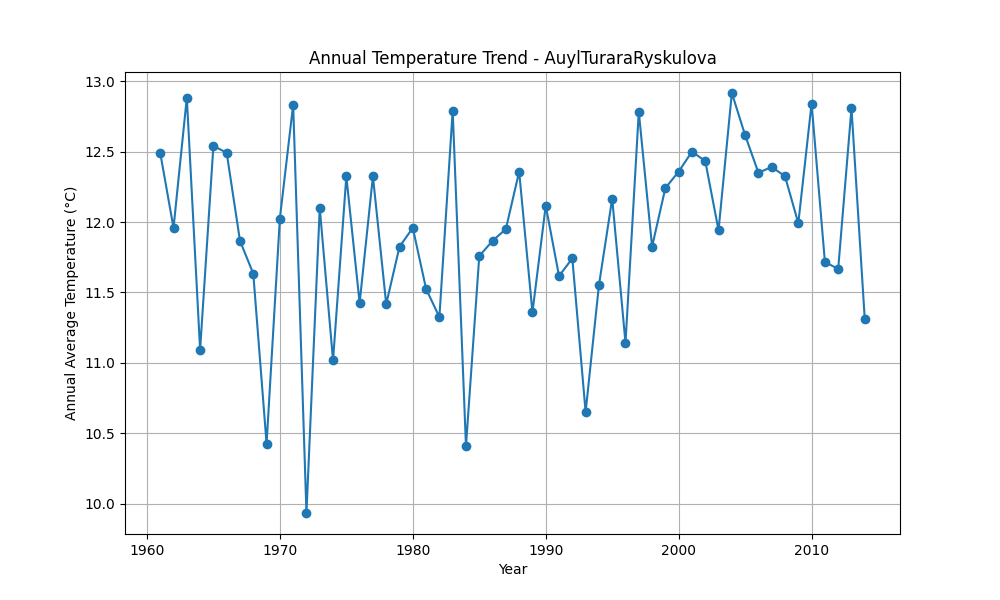 Annual Temperature Trend - AuylTuraraRyskulova
13.0
12.5
12.0
11.5
11.0
10.5
10.0
Annual Average Temperature (°C)
1960 1970 1980 1990 2000 2010
Year